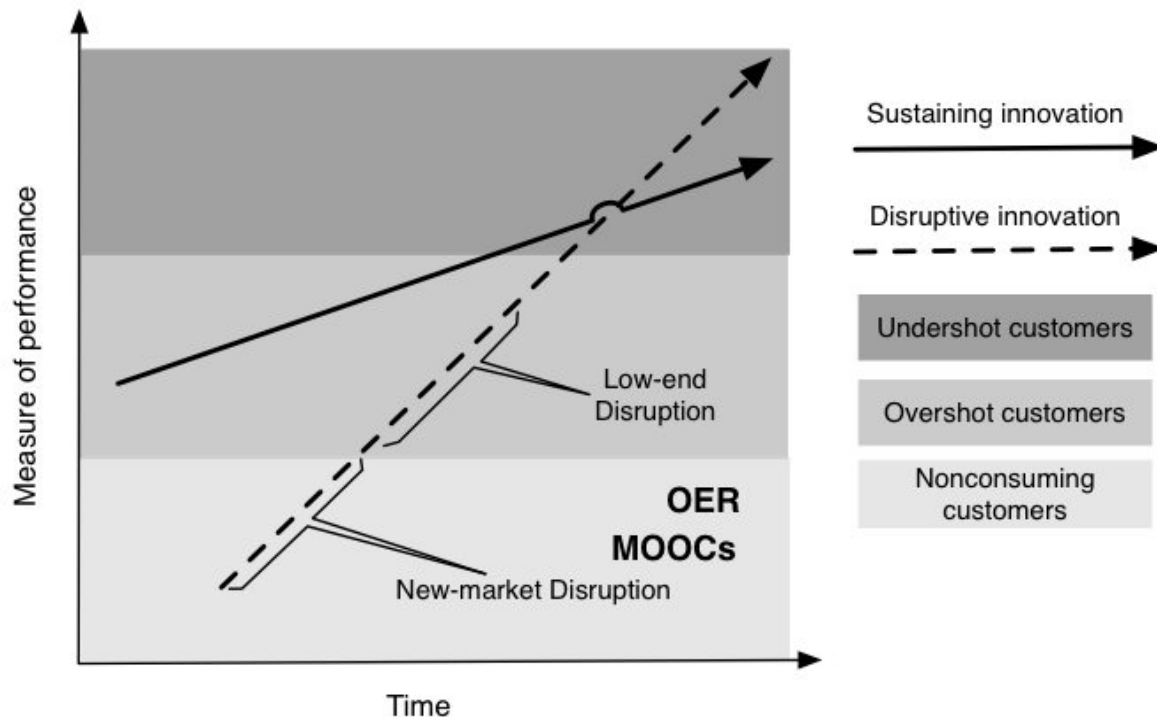 Measure of performance
Sustaining innovation
Disruptive innovation
Undershot customers
Low-end
Disruption
Overshot customers
OER
MOOCs
New-market Disruption
Nonconsuming
customers
Time